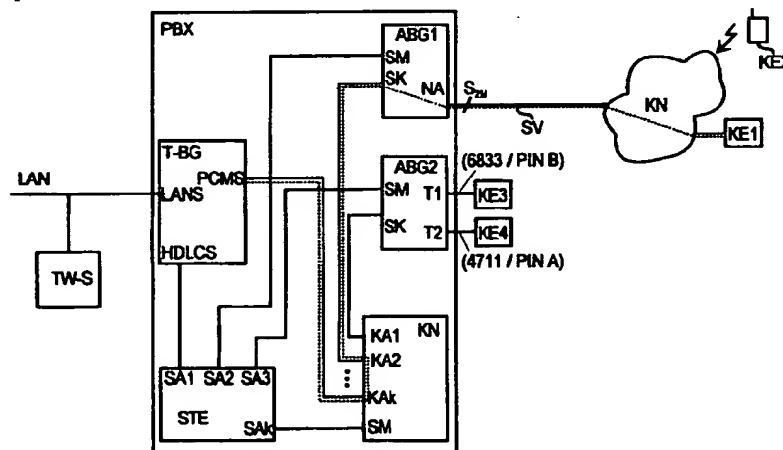 PBX
ABG1
SM
SK
NA
S2M
SV
KN
KE2
KE1
T-BG
PCMS
LANS
HDLCS
LAN
TW-S
ABG2
SM
SK
T1
T2
(6833 / PIN B)
KE3
KE4
(4711 / PIN A)
KN
KA1
KA2
KAk
SM
SA1 SA2 SA3
STE
SAk